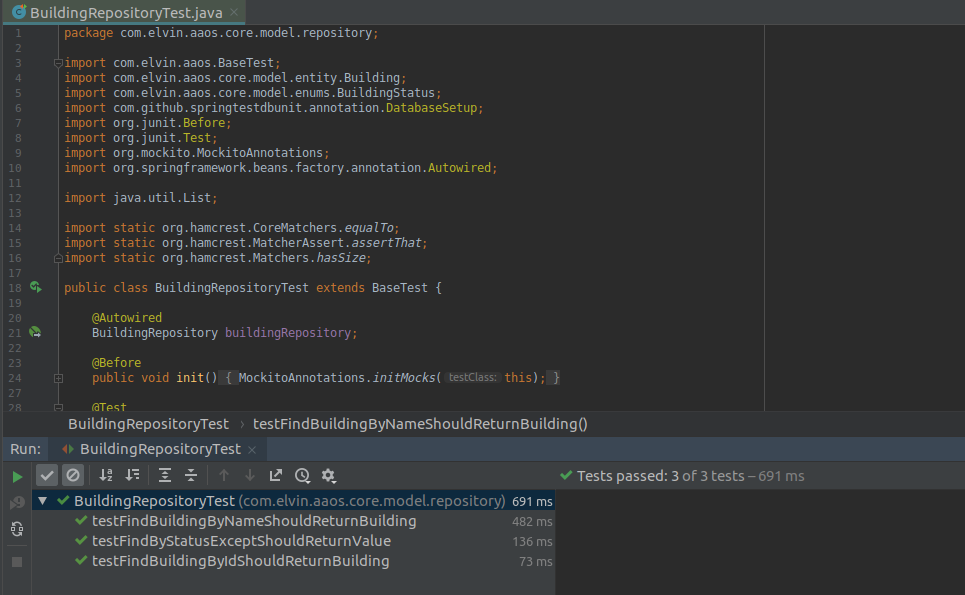 BuildingRepositoryTest.java
1 package com.elvin.aaos.core.model.repository;
2
3 import com.elvin.aaos.BaseTest;
4 import com.elvin.aaos.core.model.entity.Building;
5 import com.elvin.aaos.core.model.enums.BuildingStatus;
6 import com.github.springtestdbunit.annotation.DatabaseSetup;
7 import org.junit.Before;
8 import org.junit.Test;
9 import org.mockito.MockitoAnnotations;
10 import org.springframework.beans.factory.annotation.Autowired;
11
12 import java.util.List;
13
14 import static org.hamcrest.CoreMatchers.equalTo;
15 import static org.hamcrest.MatcherAssert.assertThat;
16 import static org.hamcrest.Matchers.hasSize;
17
18 public class BuildingRepositoryTest extends BaseTest {
19
20 @Autowired
21 BuildingRepository buildingRepository;
22
23 @Before
24 public void init() { MockitoAnnotations.initMocks( testClass: this); }
27
28 @Test
BuildingRepositoryTest › testFindBuildingByNameShouldReturnBuilding()
Run: BuildingRepositoryTest
Tests passed: 3 of 3 tests – 691 ms
BuildingRepositoryTest (com.elvin.aaos.core.model.repository) 691 ms
testFindBuildingByNameShouldReturnBuilding 482 ms
testFindByStatusExceptShouldReturnValue 136 ms
testFindBuildingByIdShouldReturnBuilding 73 ms